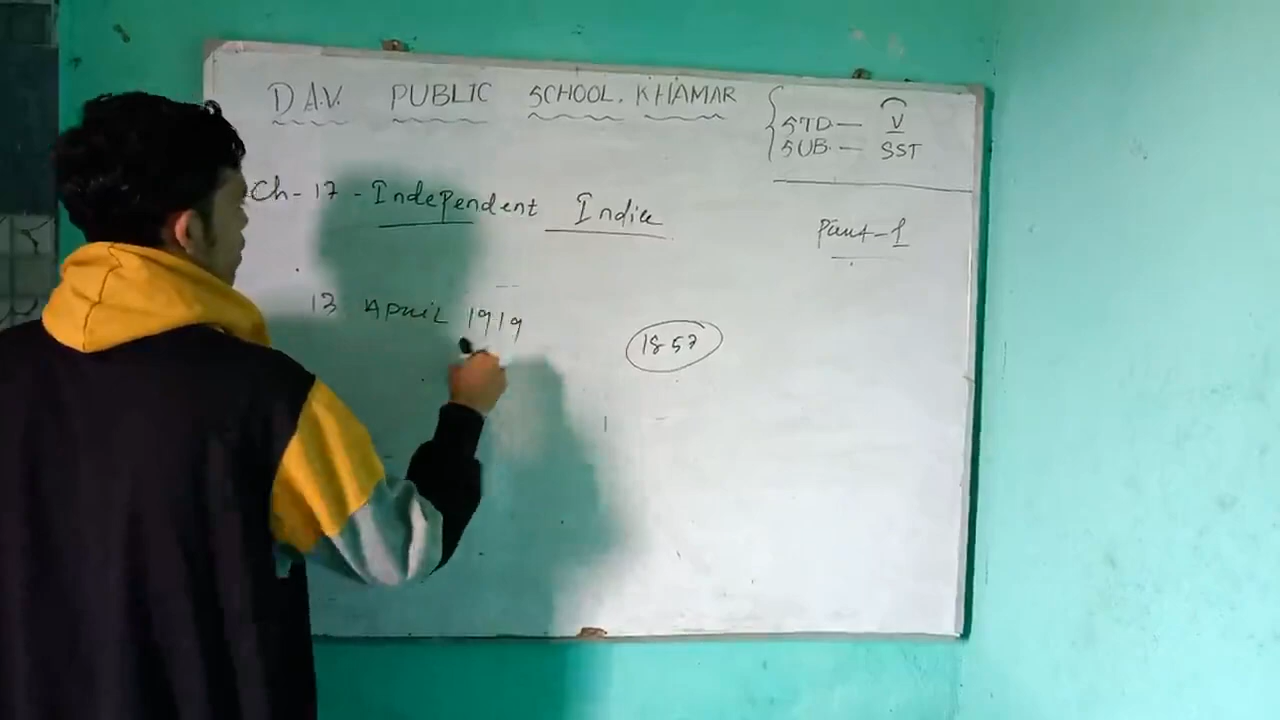 D.A.V. PUBLIC SCHOOL, KHAMAR
STD — V
SUB. — SST
Ch - 17 - Independent India
Part - 1
13 April 1919
1857